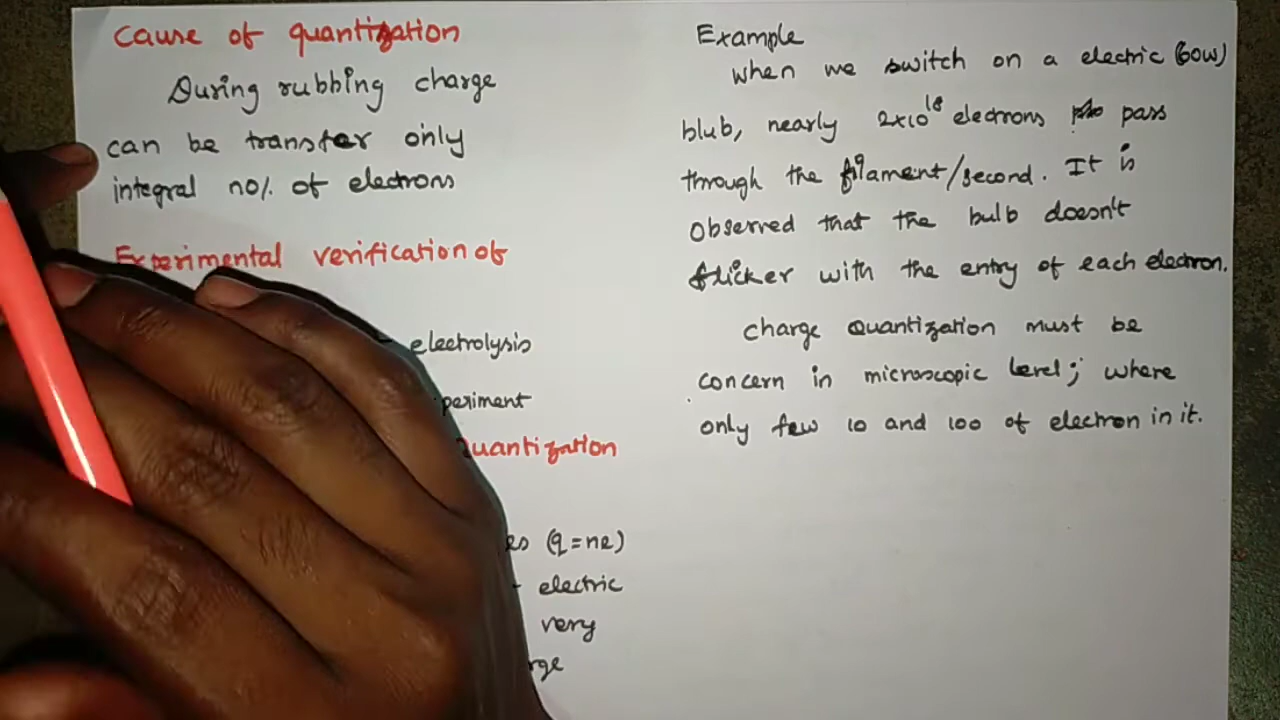 Cause of quantization
During rubbing charge
can be transfer only
integral no/. of electrons
Experimental verification of
electrolysis
periment
quantization
es (q=ne)
electric
very
rge
Example
when we switch on a electric (60W)
blub, nearly 2x10^18 electrons pass
through the filament/second. It is
observed that the bulb doesn't
flicker with the entry of each electron.
charge quantization must be
concern in microscopic level; where
only few 10 and 100 of electron in it.